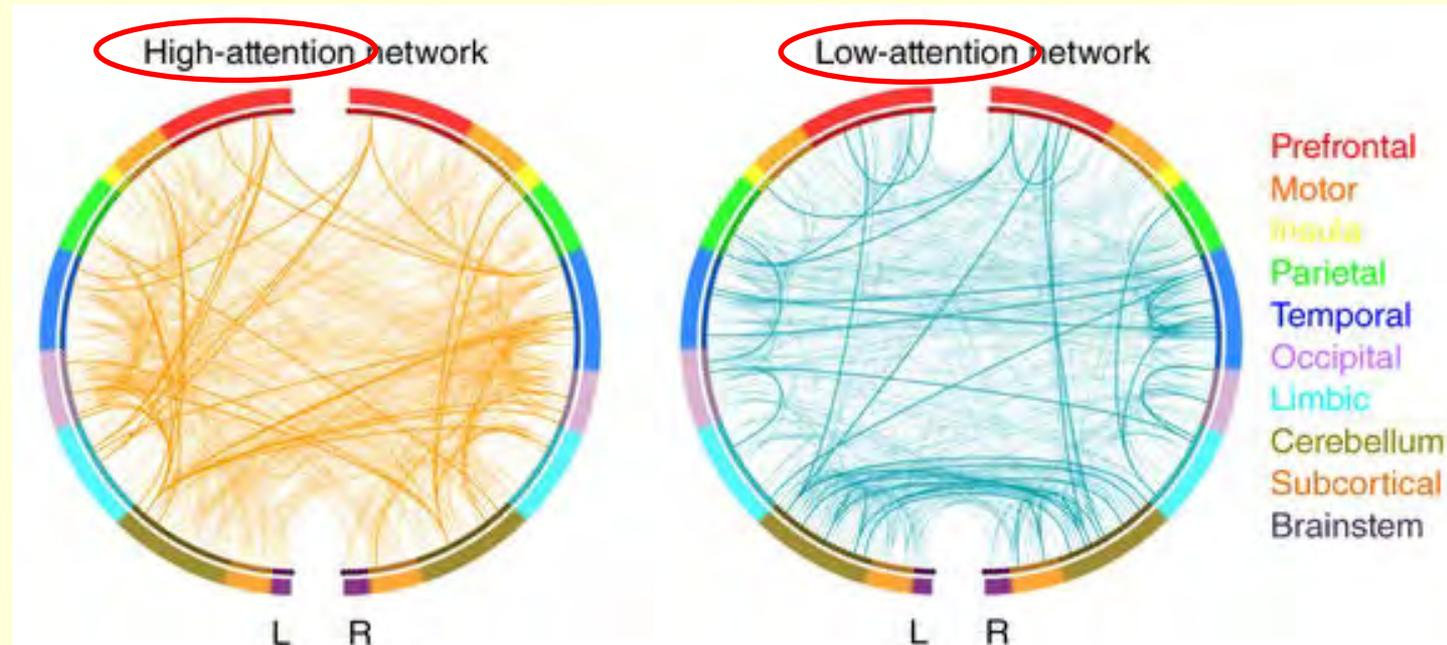 High-attention network
Low-attention network
Prefrontal
Motor
Insula
Parietal
Temporal
Occipital
Limbic
Cerebellum
Subcortical
Brainstem
L R
L R